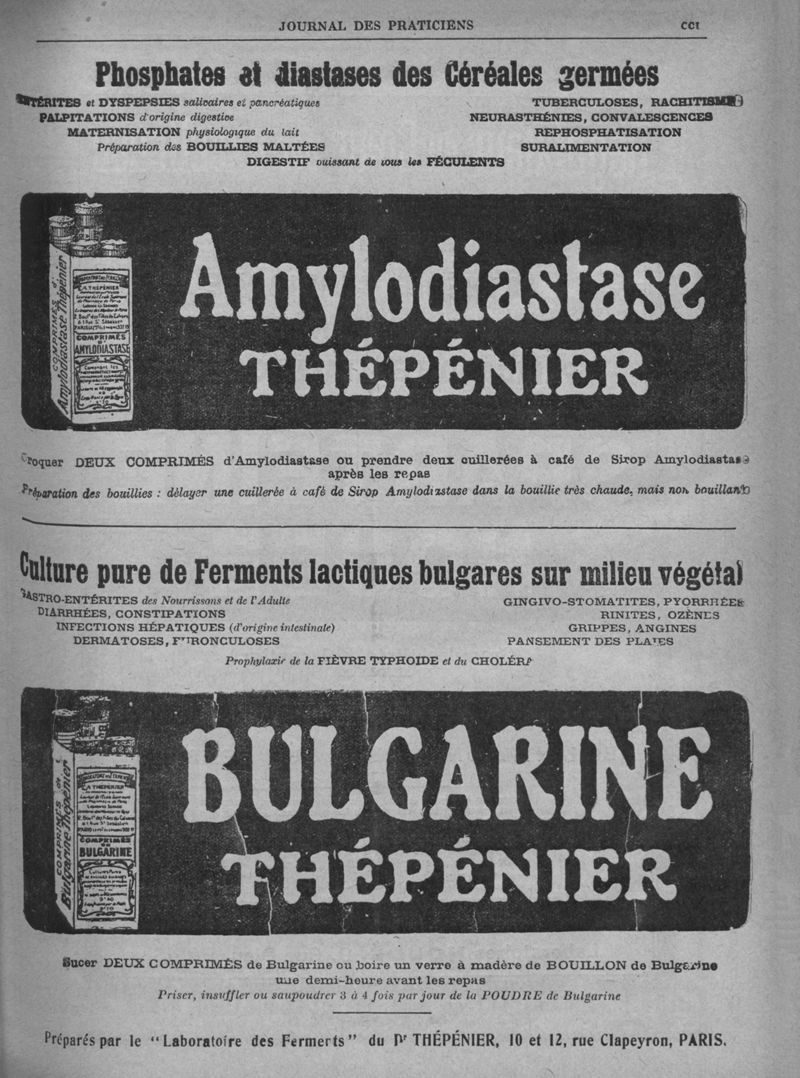 JOURNAL DES PRATICIENS
CCI
Phosphates et diastases des Céréales germées
ENTÉRITES et DYSPEPSIES salivaires et pancréatiques
PALPITATIONS d'origine digestive
MATERNISATION physiologique du lait
Préparation des BOUILLIES MALTÉES
TUBERCULOSES, RACHITISME
NEURASTHÉNIES, CONVALESCENCES
REPHOSPHATISATION
SURALIMENTATION
DIGESTIF puissant de tous les FÉCULENTS
COMPRIMÉS d'
Amylodiastase Thépénier
A. THÉPÉNIER
COMPRIMÉS
AMYLODIASTASE
Amylodiastase
THÉPÉNIER
Croquer DEUX COMPRIMÉS d'Amylodiastase ou prendre deux cuillerées à café de Sirop Amylodiastase
après les repas
Préparation des bouillies : délayer une cuillerée à café de Sirop Amylodiastase dans la bouillie très chaude, mais non bouillante
Culture pure de Ferments lactiques bulgares sur milieu végétal
GASTRO-ENTÉRITES des Nourrissons et de l'Adulte
DIARRHÉES, CONSTIPATIONS
INFECTIONS HÉPATIQUES (d'origine intestinale)
DERMATOSES, FURONCULOSES
GINGIVO-STOMATITES, PYORRHÉES
RINITES, OZÈNES
GRIPPES, ANGINES
PANSEMENT DES PLAIES
Prophylaxie de la FIÈVRE TYPHOIDE et du CHOLÉRA
COMPRIMÉS de
Bulgarine Thépénier
A. THÉPÉNIER
COMPRIMÉS
BULGARINE
BULGARINE
THÉPÉNIER
Sucer DEUX COMPRIMÉS de Bulgarine ou boire un verre à madère de BOUILLON de Bulgarine
une demi-heure avant les repas
Priser, insuffler ou saupoudrer 3 à 4 fois par jour de la POUDRE de Bulgarine
Préparés par le "Laboratoire des Ferments" du Dr THÉPÉNIER, 10 et 12, rue Clapeyron, PARIS.